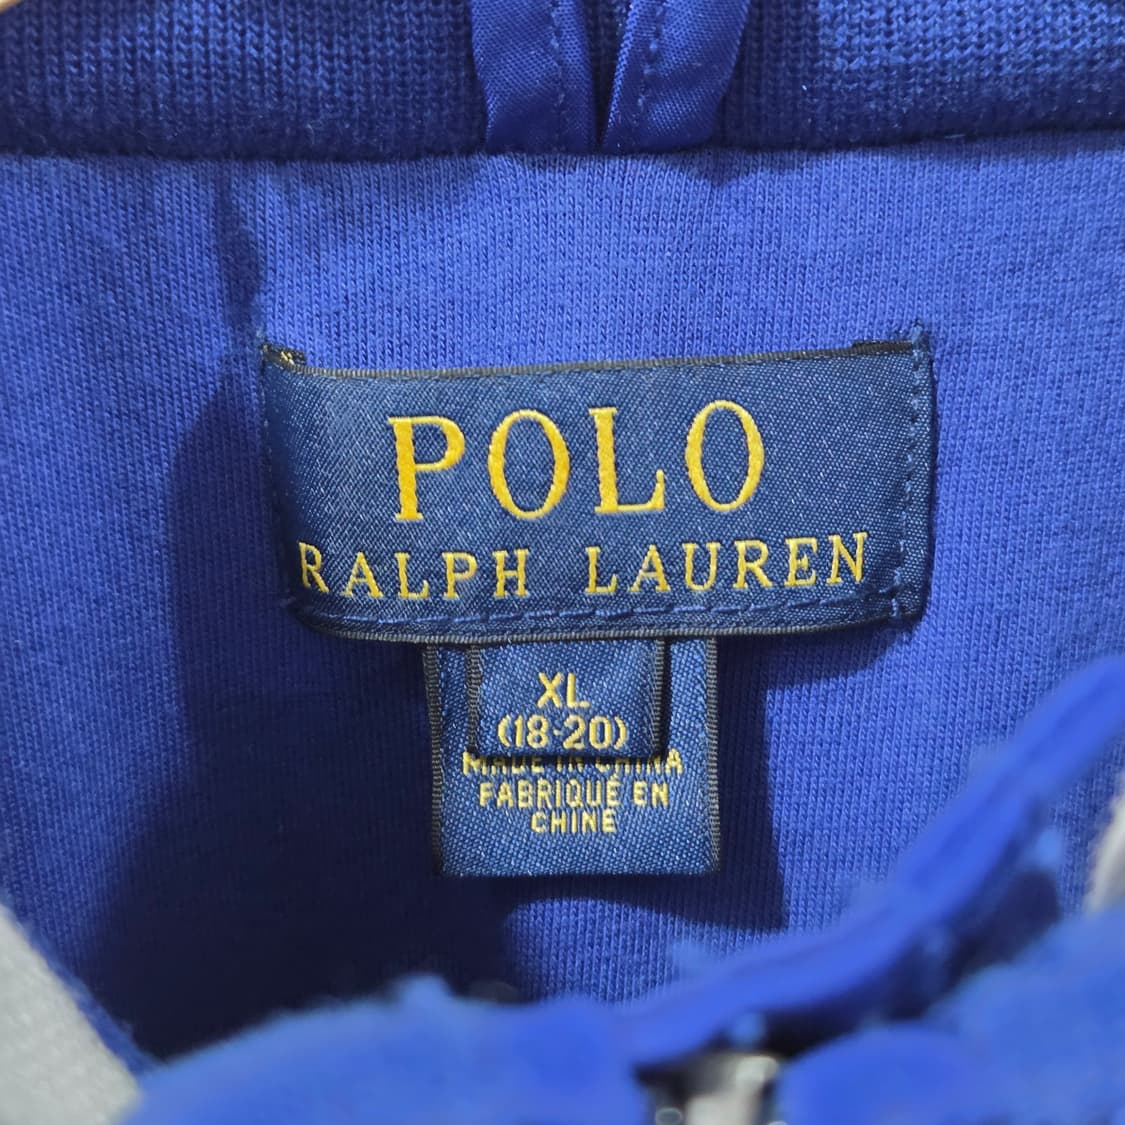 POLO
RALPH LAUREN
XL
(18-20)
MADE IN CHINA
FABRIQUÉ EN
CHINE